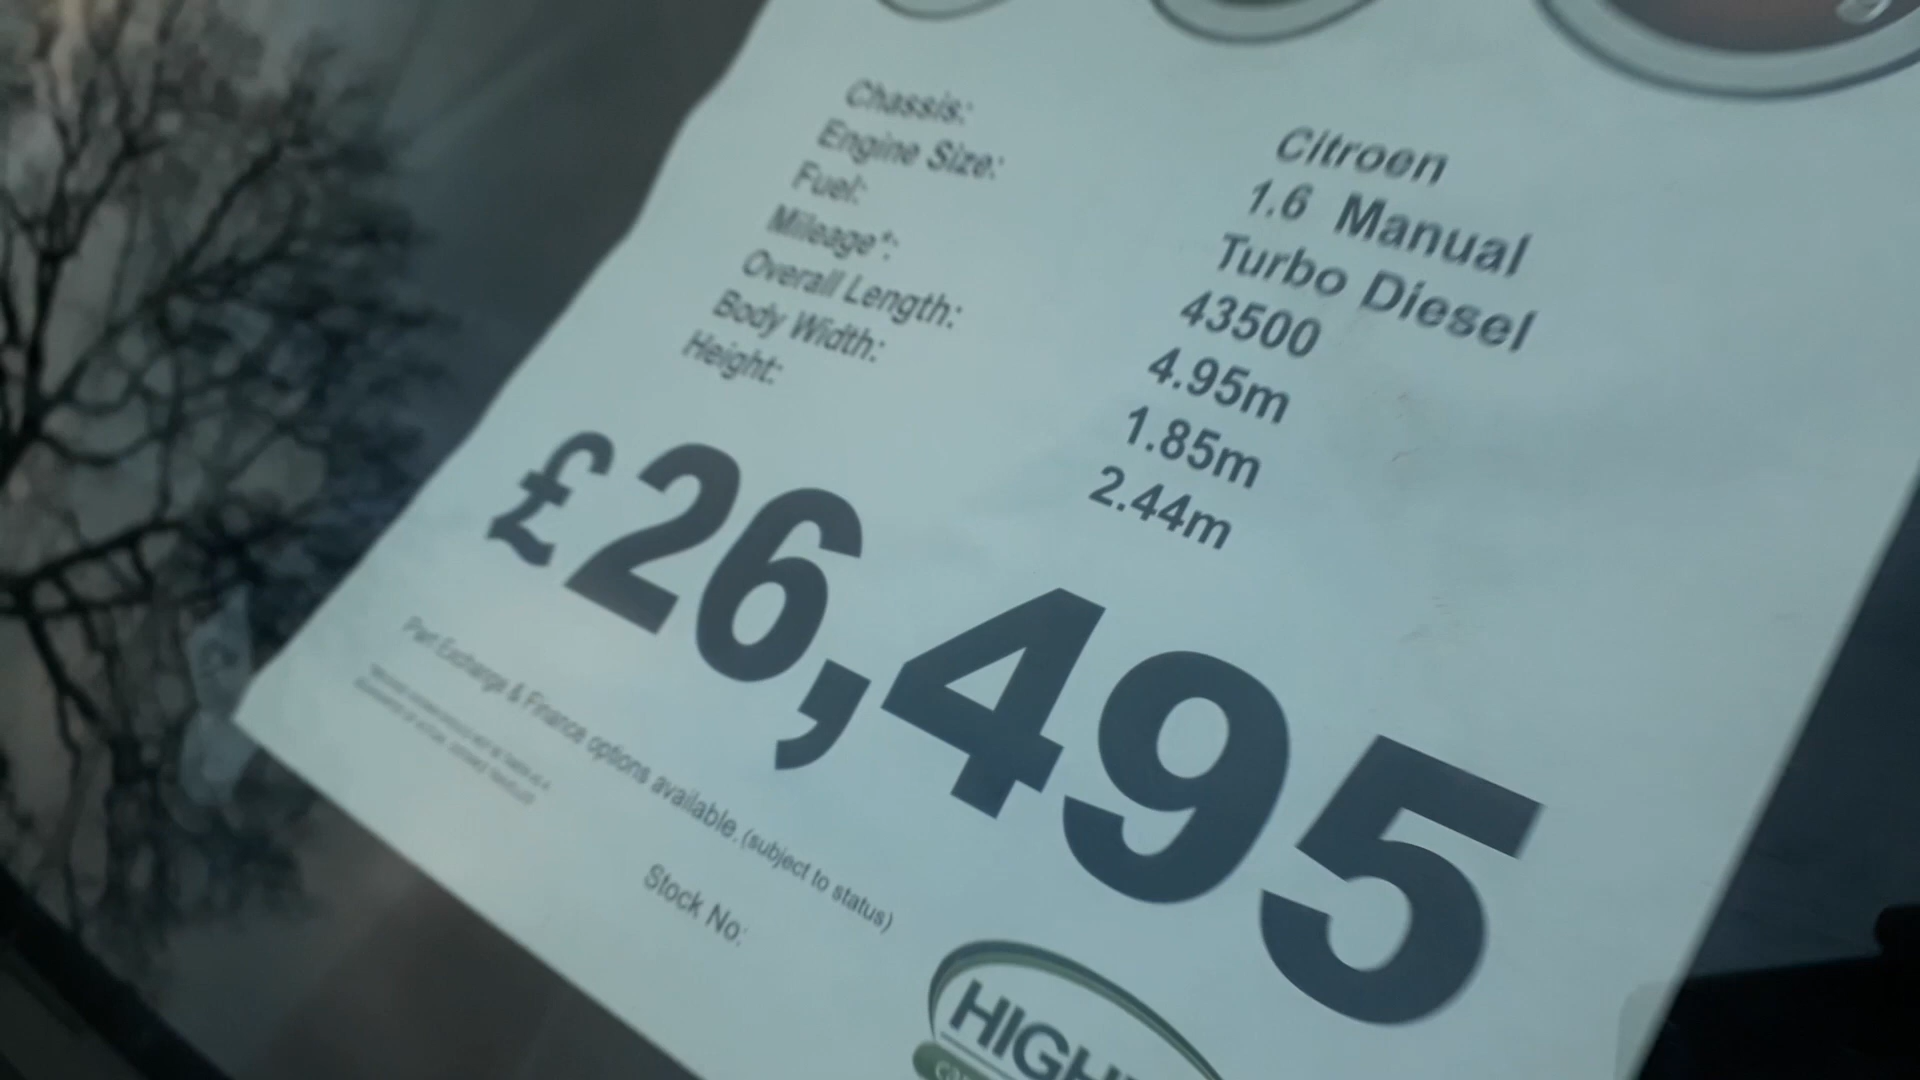 Chassis: Citroen
Engine Size: 1.6 Manual
Fuel: Turbo Diesel
Mileage*: 43500
Overall Length: 4.95m
Body Width: 1.85m
Height: 2.44m
£26,495
Part Exchange & Finance options available. (subject to status)
Stock No:
HIGH